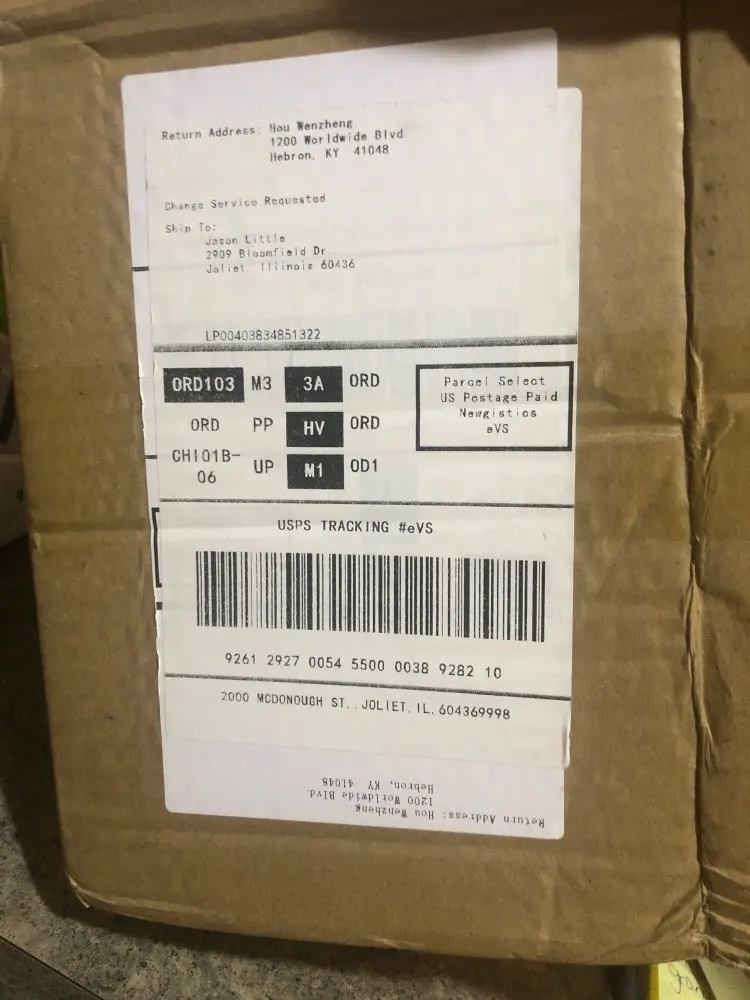 Return Address: Hou Wenzheng
1200 Worldwide Blvd.
Hebron, KY 41048
Change Service Requested
Ship To:
Jason Little
2909 Bloomfield Dr.
Joliet, Illinois 60436
LP00403834851322
ORD103 M3 3A ORD
ORD PP HV ORD
CHI01B-06 UP M1 OD1
Parcel Select
US Postage Paid
Newgistics
eVS
USPS TRACKING #eVS
9261 2927 0054 5500 0038 9282 10
2000 MCDONOUGH ST., JOLIET, IL, 604369998
Return Address: Hou Wenzheng
1200 Worldwide Blvd.
Hebron, KY 41048